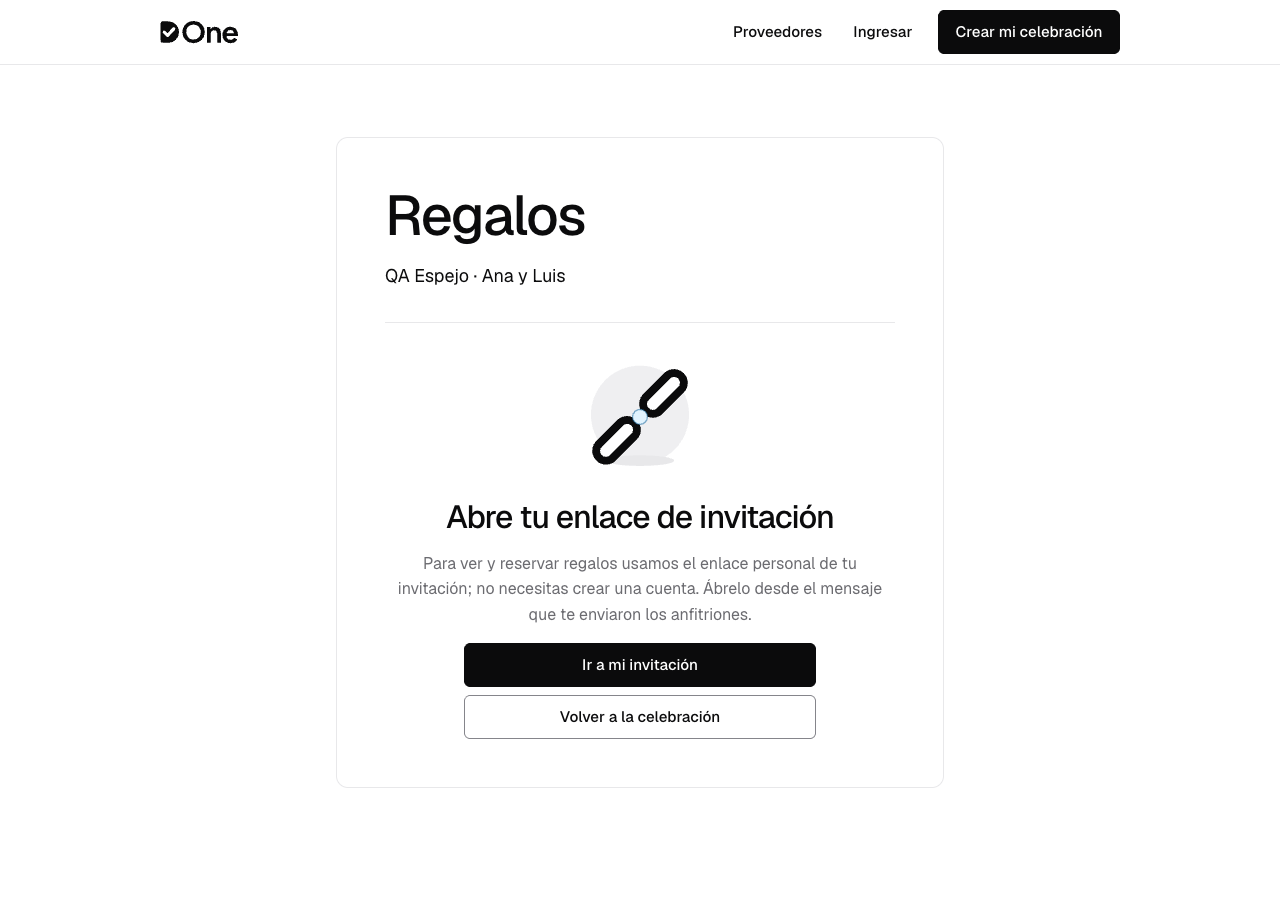 DOne
Proveedores
Ingresar
Crear mi celebración
Regalos
QA Espejo · Ana y Luis
Abre tu enlace de invitación
Para ver y reservar regalos usamos el enlace personal de tu
invitación; no necesitas crear una cuenta. Ábrelo desde el mensaje
que te enviaron los anfitriones.
Ir a mi invitación
Volver a la celebración